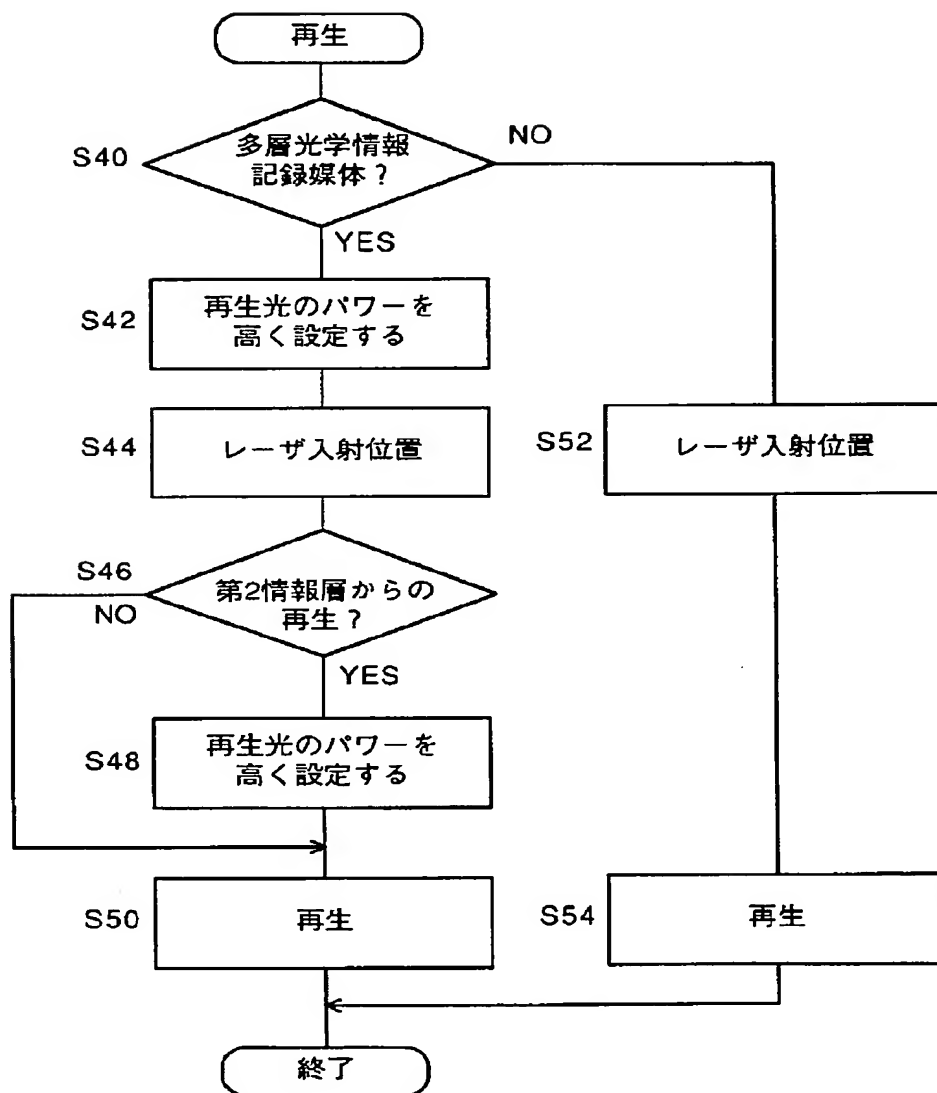 再生
S40
多層光学情報
記録媒体?
NO
YES
S42
再生光のパワーを
高く設定する
S44
レーザ入射位置
S52
レーザ入射位置
S46
NO
第2情報層からの
再生?
YES
S48
再生光のパワーを
高く設定する
S50
再生
S54
再生
終了